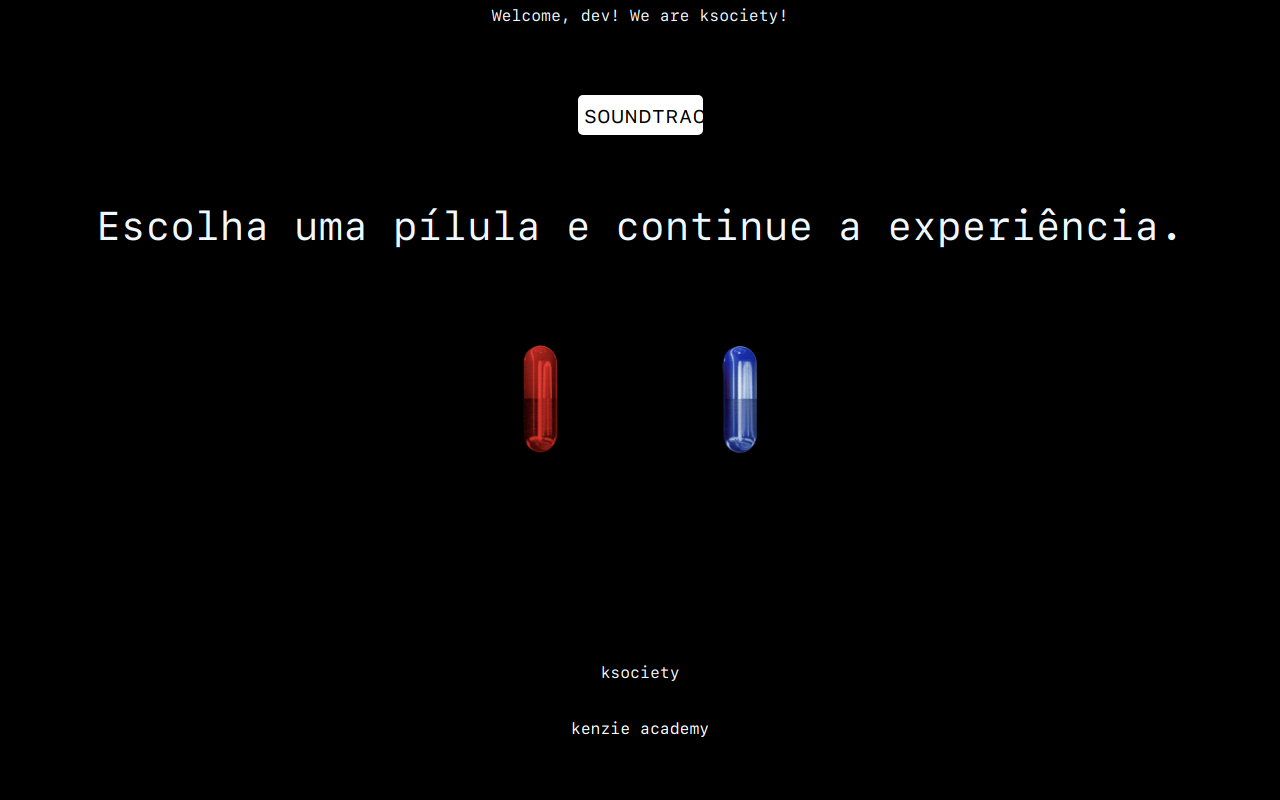 Welcome, dev! We are ksociety!
SOUNDTRAC
Escolha uma pílula e continue a experiência.
ksociety
kenzie academy